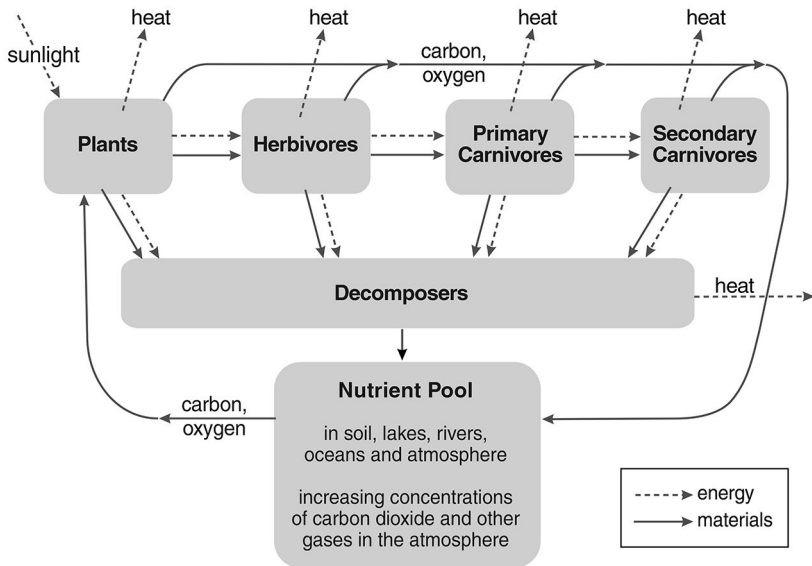 heat
heat
heat
heat
sunlight
carbon,
oxygen
Plants
Herbivores
Primary
Carnivores
Secondary
Carnivores
Decomposers
heat
Nutrient Pool
in soil, lakes, rivers,
oceans and atmosphere
increasing concentrations
of carbon dioxide and other
gases in the atmosphere
carbon,
oxygen
energy
materials